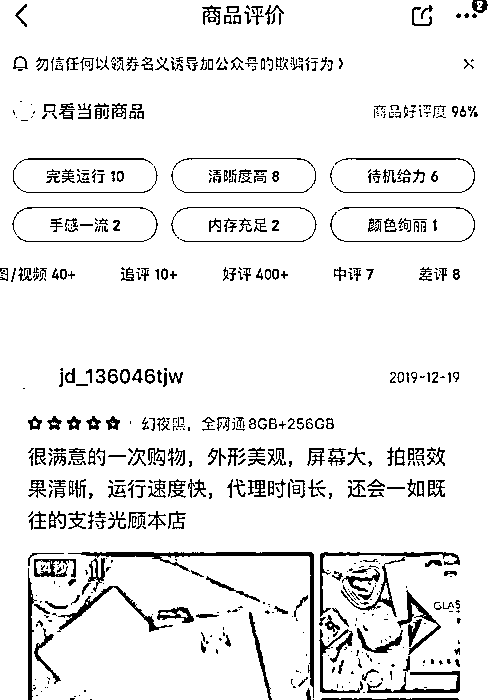 商品评价
2
勿信任何以领券名义诱导加公众号的欺骗行为
只看当前商品
商品好评度 96%
完美运行 10
清晰度高 8
待机给力 6
手感一流 2
内存充足 2
颜色绚丽 1
图/视频 40+
追评 10+
好评 400+
中评 7
差评 8
jd_136046tjw
2019-12-19
幻夜黑，全网通8GB+256GB
很满意的一次购物，外形美观，屏幕大，拍照效
果清晰，运行速度快，代理时间长，还会一如既
往的支持光顾本店
GLAS